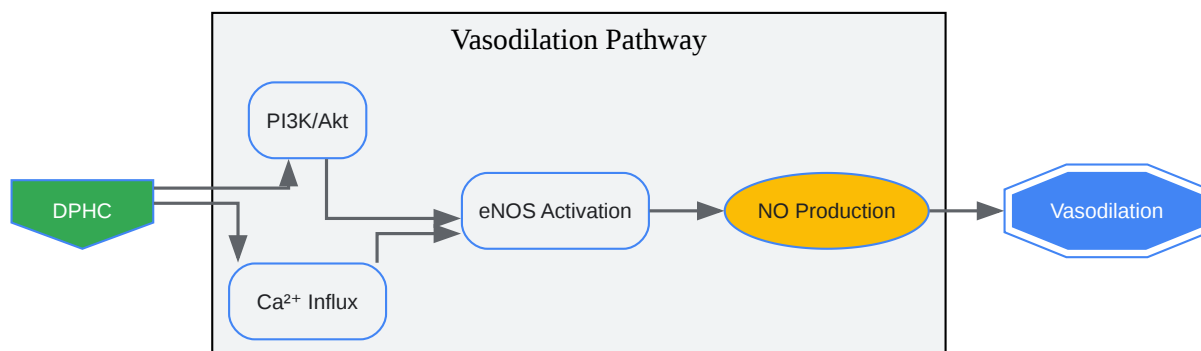 Vasodilation Pathway
PI3K/Akt
DPHC
eNOS Activation
NO Production
Vasodilation
Ca²⁺ Influx